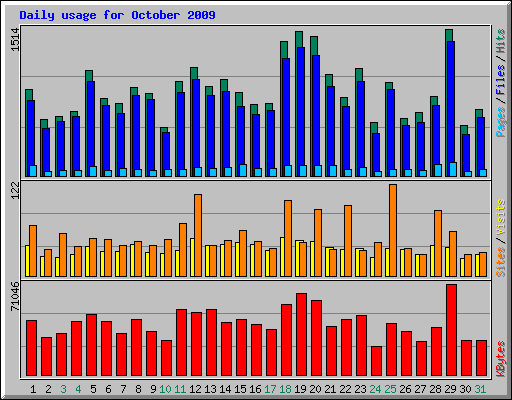 Daily usage for October 2009
1514
Pages / Files / Hits
122
Sites / Visits
71046
KBytes
1 2 3 4 5 6 7 8 9 10 11 12 13 14 15 16 17 18 19 20 21 22 23 24 25 26 27 28 29 30 31